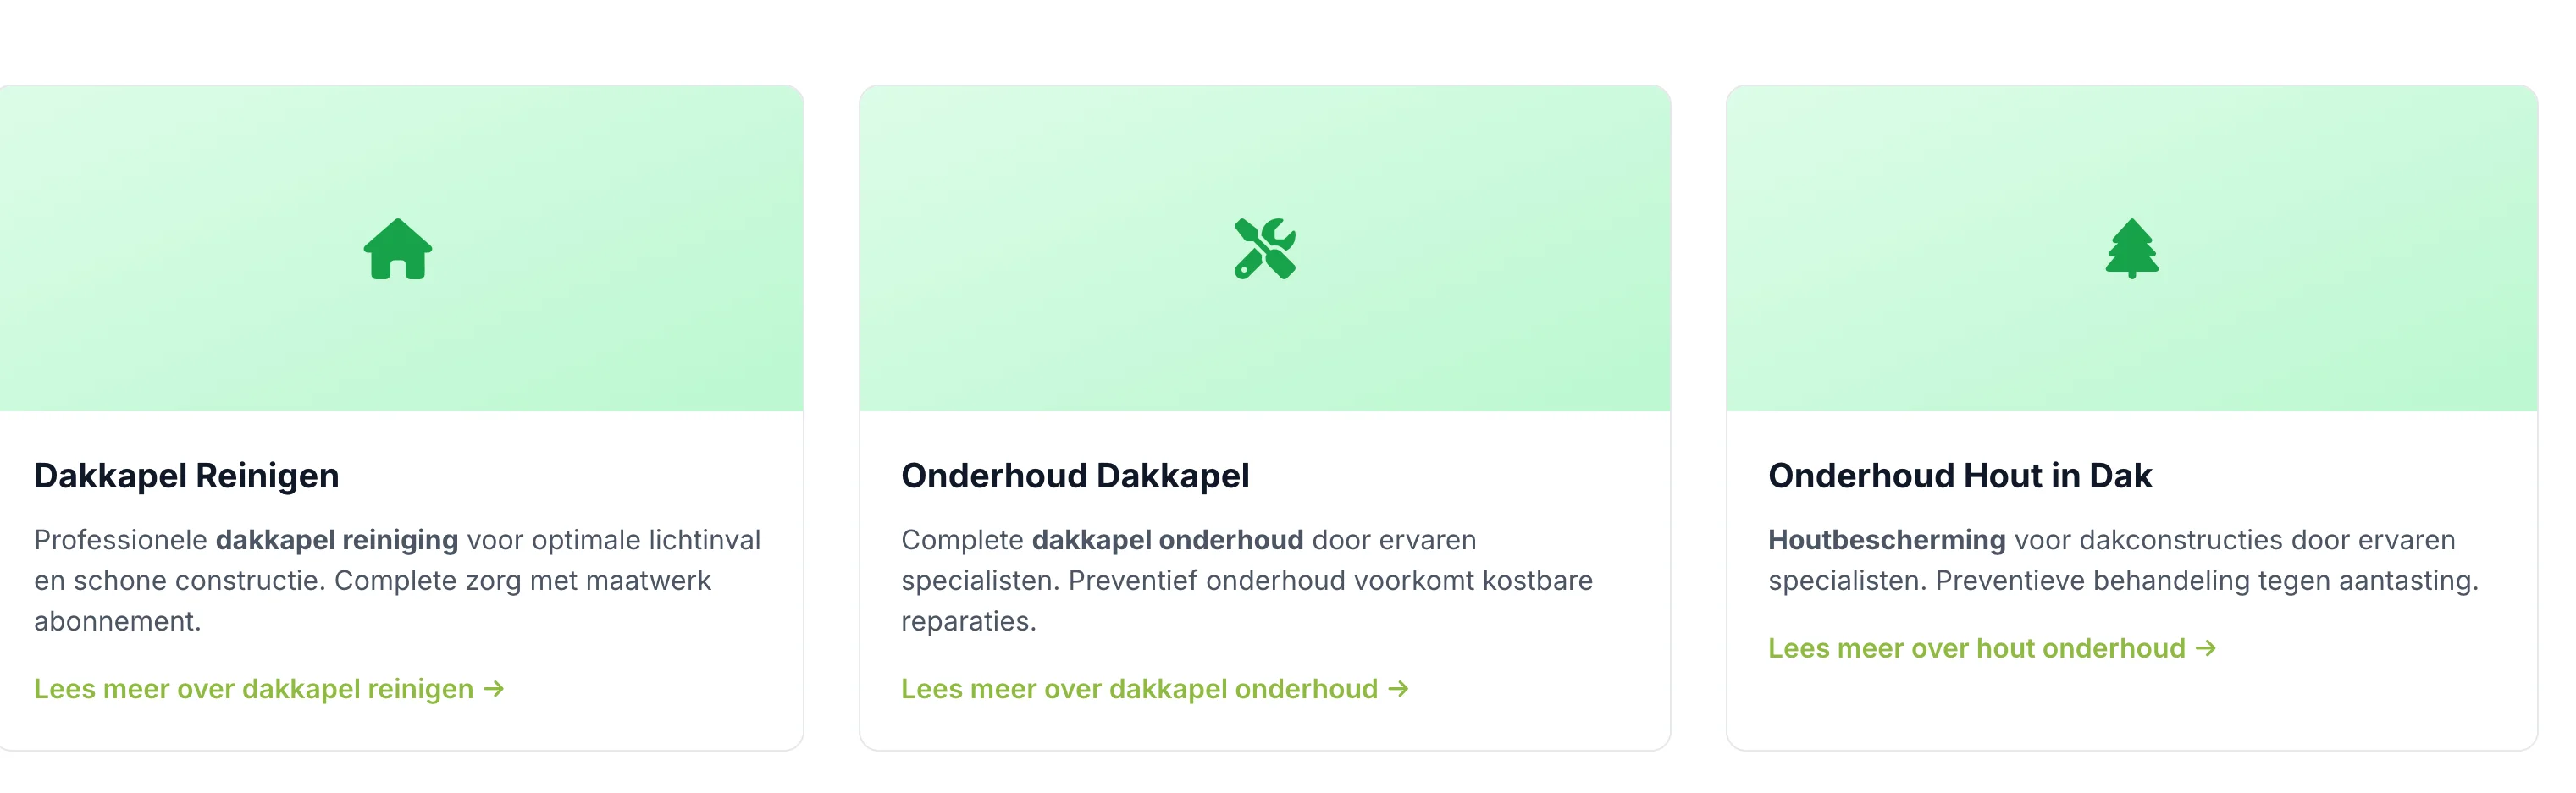 Dakkapel Reinigen
Professionele dakkapel reiniging voor optimale lichtinval
en schone constructie. Complete zorg met maatwerk
abonnement.
Lees meer over dakkapel reinigen →
Onderhoud Dakkapel
Complete dakkapel onderhoud door ervaren
specialisten. Preventief onderhoud voorkomt kostbare
reparaties.
Lees meer over dakkapel onderhoud →
Onderhoud Hout in Dak
Houtbescherming voor dakconstructies door ervaren
specialisten. Preventieve behandeling tegen aantasting.
Lees meer over hout onderhoud →